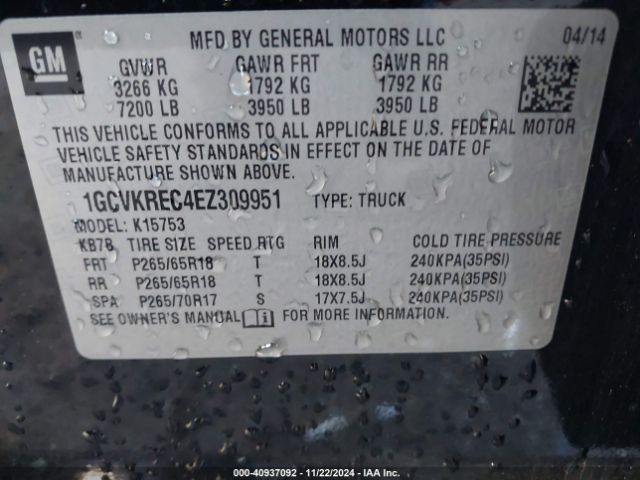 GM MFD BY GENERAL MOTORS LLC 04/14
GVWR GAWR FRT GAWR RR
3266 KG 1792 KG 1792 KG
7200 LB 3950 LB 3950 LB
THIS VEHICLE CONFORMS TO ALL APPLICABLE U.S. FEDERAL MOTOR
VEHICLE SAFETY STANDARDS IN EFFECT ON THE DATE OF
MANUFACTURE SHOWN ABOVE.
1GCVKREC4EZ309951 TYPE: TRUCK
MODEL: K15753
KB7B TIRE SIZE SPEED RTG RIM COLD TIRE PRESSURE
FRT P265/65R18 T 18X8.5J 240KPA(35PSI)
RR P265/65R18 T 18X8.5J 240KPA(35PSI)
SPA P265/70R17 S 17X7.5J 240KPA(35PSI)
SEE OWNER'S MANUAL FOR MORE INFORMATION.
000-40937092 - 11/22/2024 - IAA Inc.